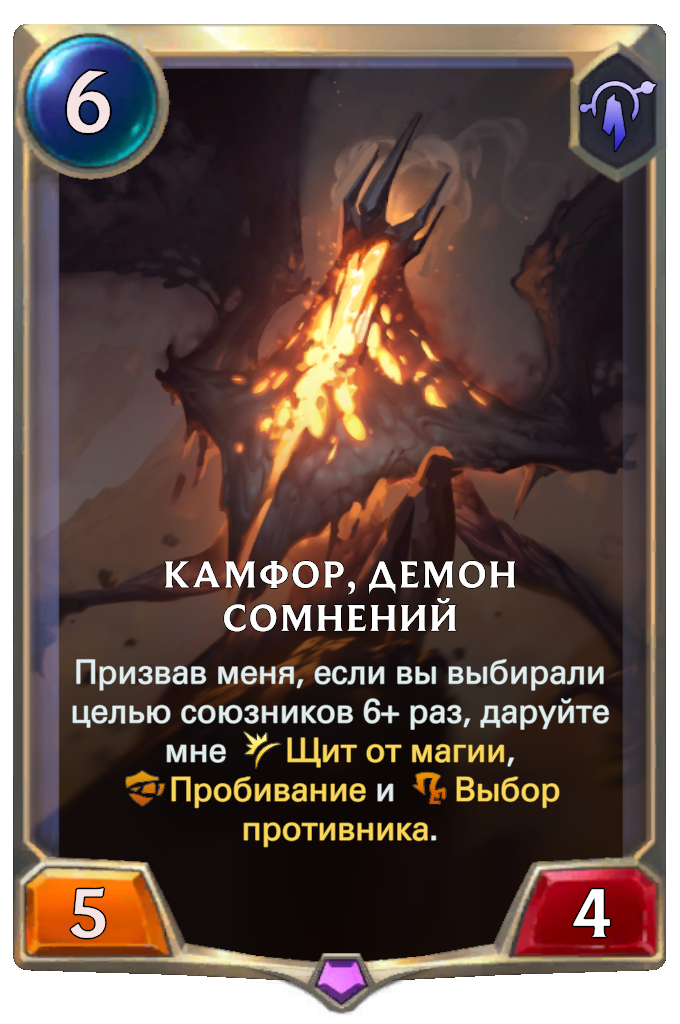 6
КАМФОР, ДЕМОН
СОМНЕНИЙ
Призвав меня, если вы выбирали
целью союзников 6+ раз, даруйте
мне Щит от магии,
Пробивание и Выбор
противника.
5
4